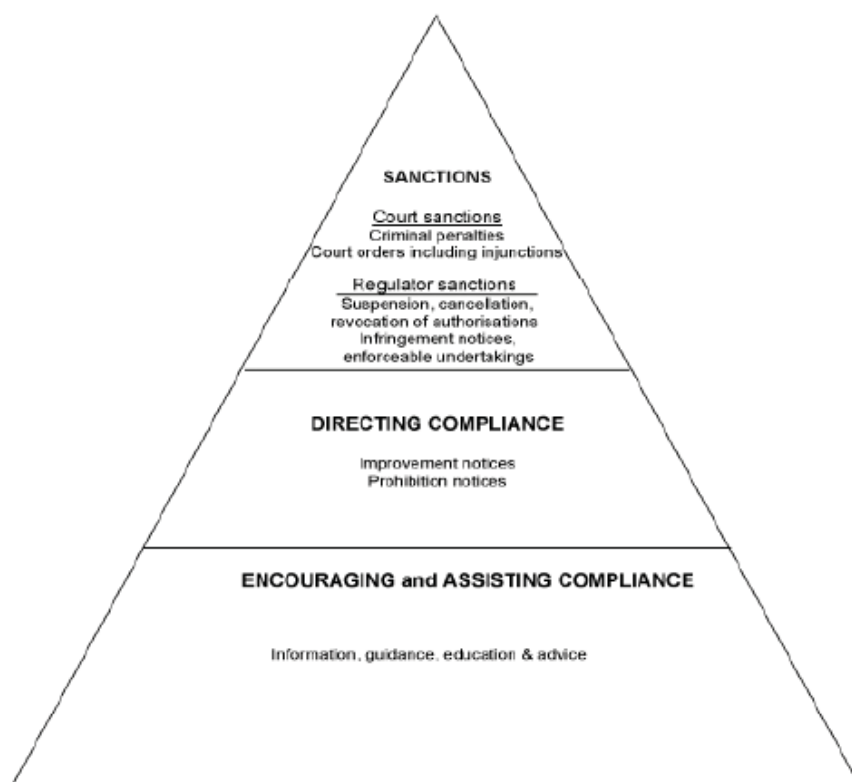 SANCTIONS
Court sanctions
Criminal penalties
Court orders including injunctions
Regulator sanctions
Suspension, cancellation,
revocation of authorisations
Infringement notices,
enforceable undertakings
DIRECTING COMPLIANCE
Improvement notices
Prohibition notices
ENCOURAGING and ASSISTING COMPLIANCE
Information, guidance, education & advice